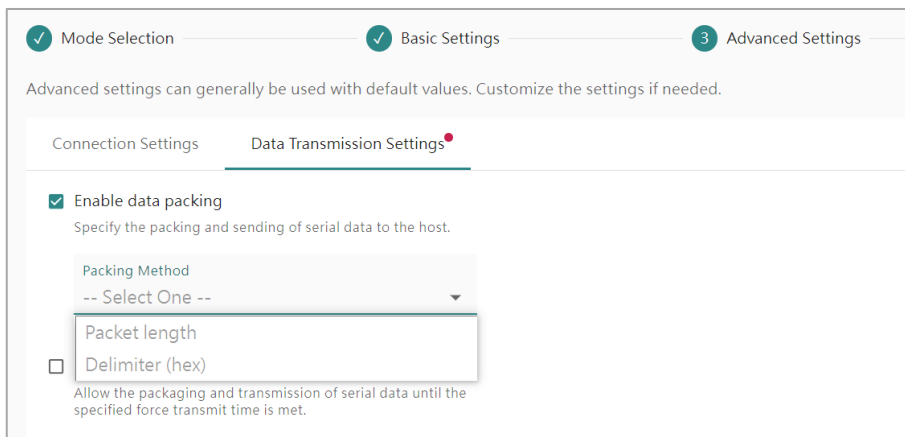 ✓ Mode Selection ✓ Basic Settings 3 Advanced Settings
Advanced settings can generally be used with default values. Customize the settings if needed.
Connection Settings Data Transmission Settings
Enable data packing
Specify the packing and sending of serial data to the host.
Packing Method
-- Select One --
Packet length
Delimiter (hex)
Allow the packaging and transmission of serial data until the
specified force transmit time is met.